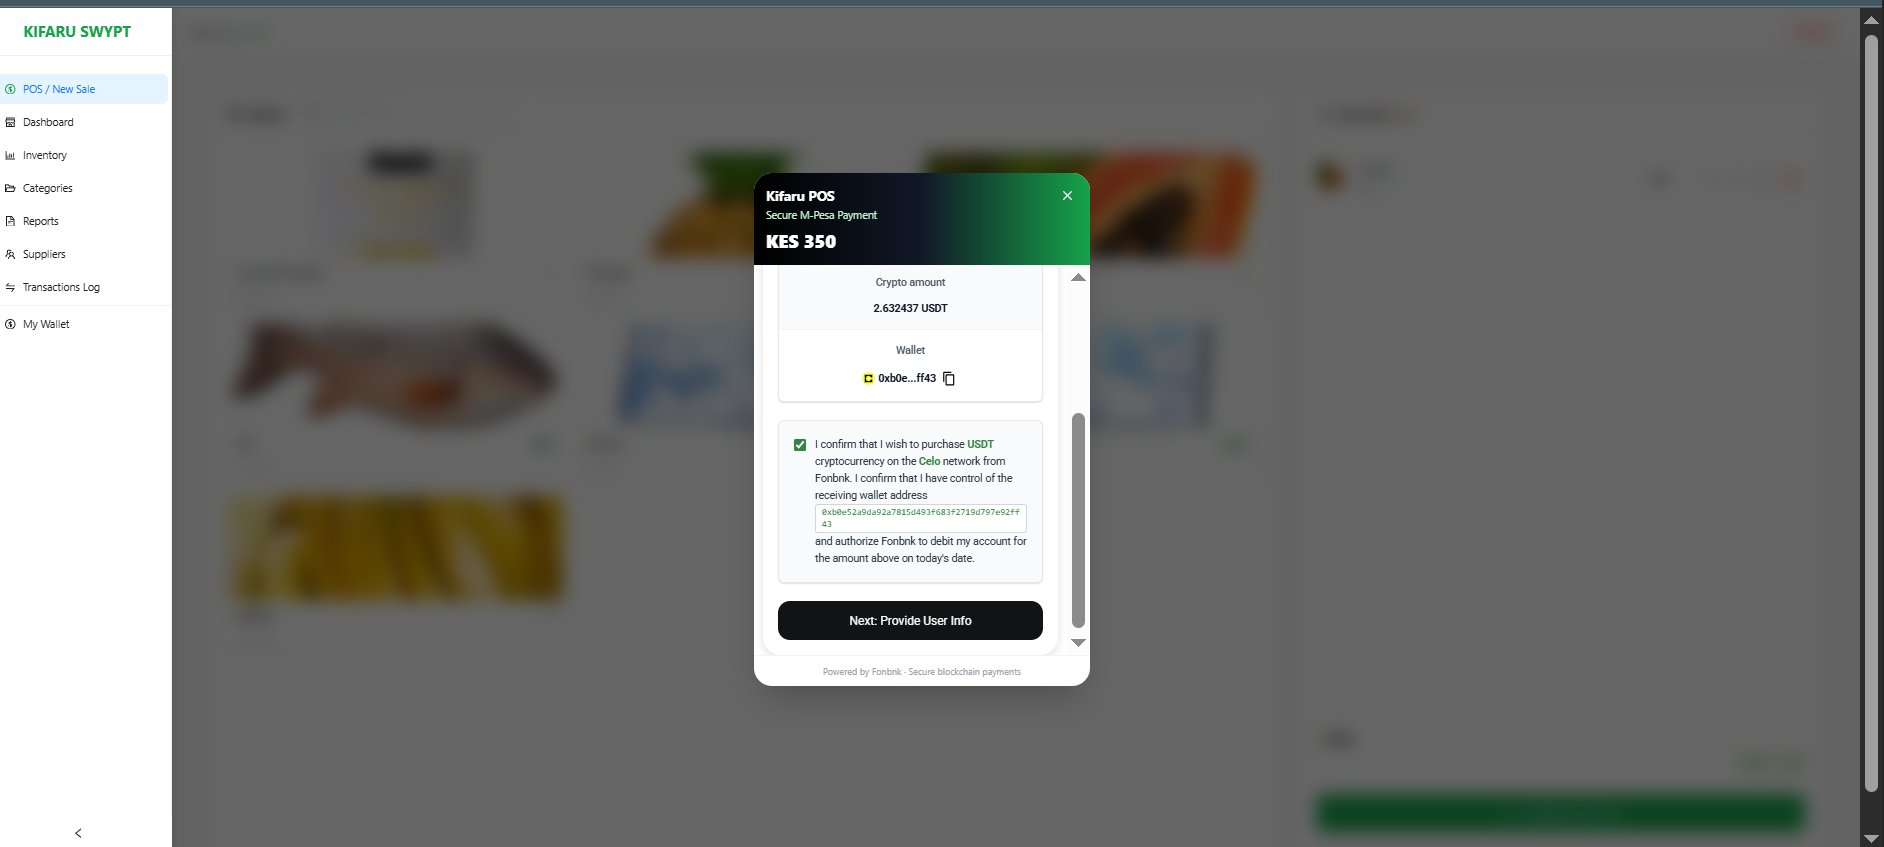 KIFARU SWYPT
POS / New Sale
Dashboard
Inventory
Categories
Reports
Suppliers
Transactions Log
My Wallet
Kifaru POS
Secure M-Pesa Payment
KES 350
Crypto amount
2.632437 USDT
Wallet
0xb0e...ff43
I confirm that I wish to purchase USDT
cryptocurrency on the Celo network from
Fonbnk. I confirm that I have control of the
receiving wallet address
0xb0e52a9da92a7815d493f683f2719d797e92ff
43
and authorize Fonbnk to debit my account for
the amount above on today's date.
Next: Provide User Info
Powered by Fonbnk · Secure blockchain payments